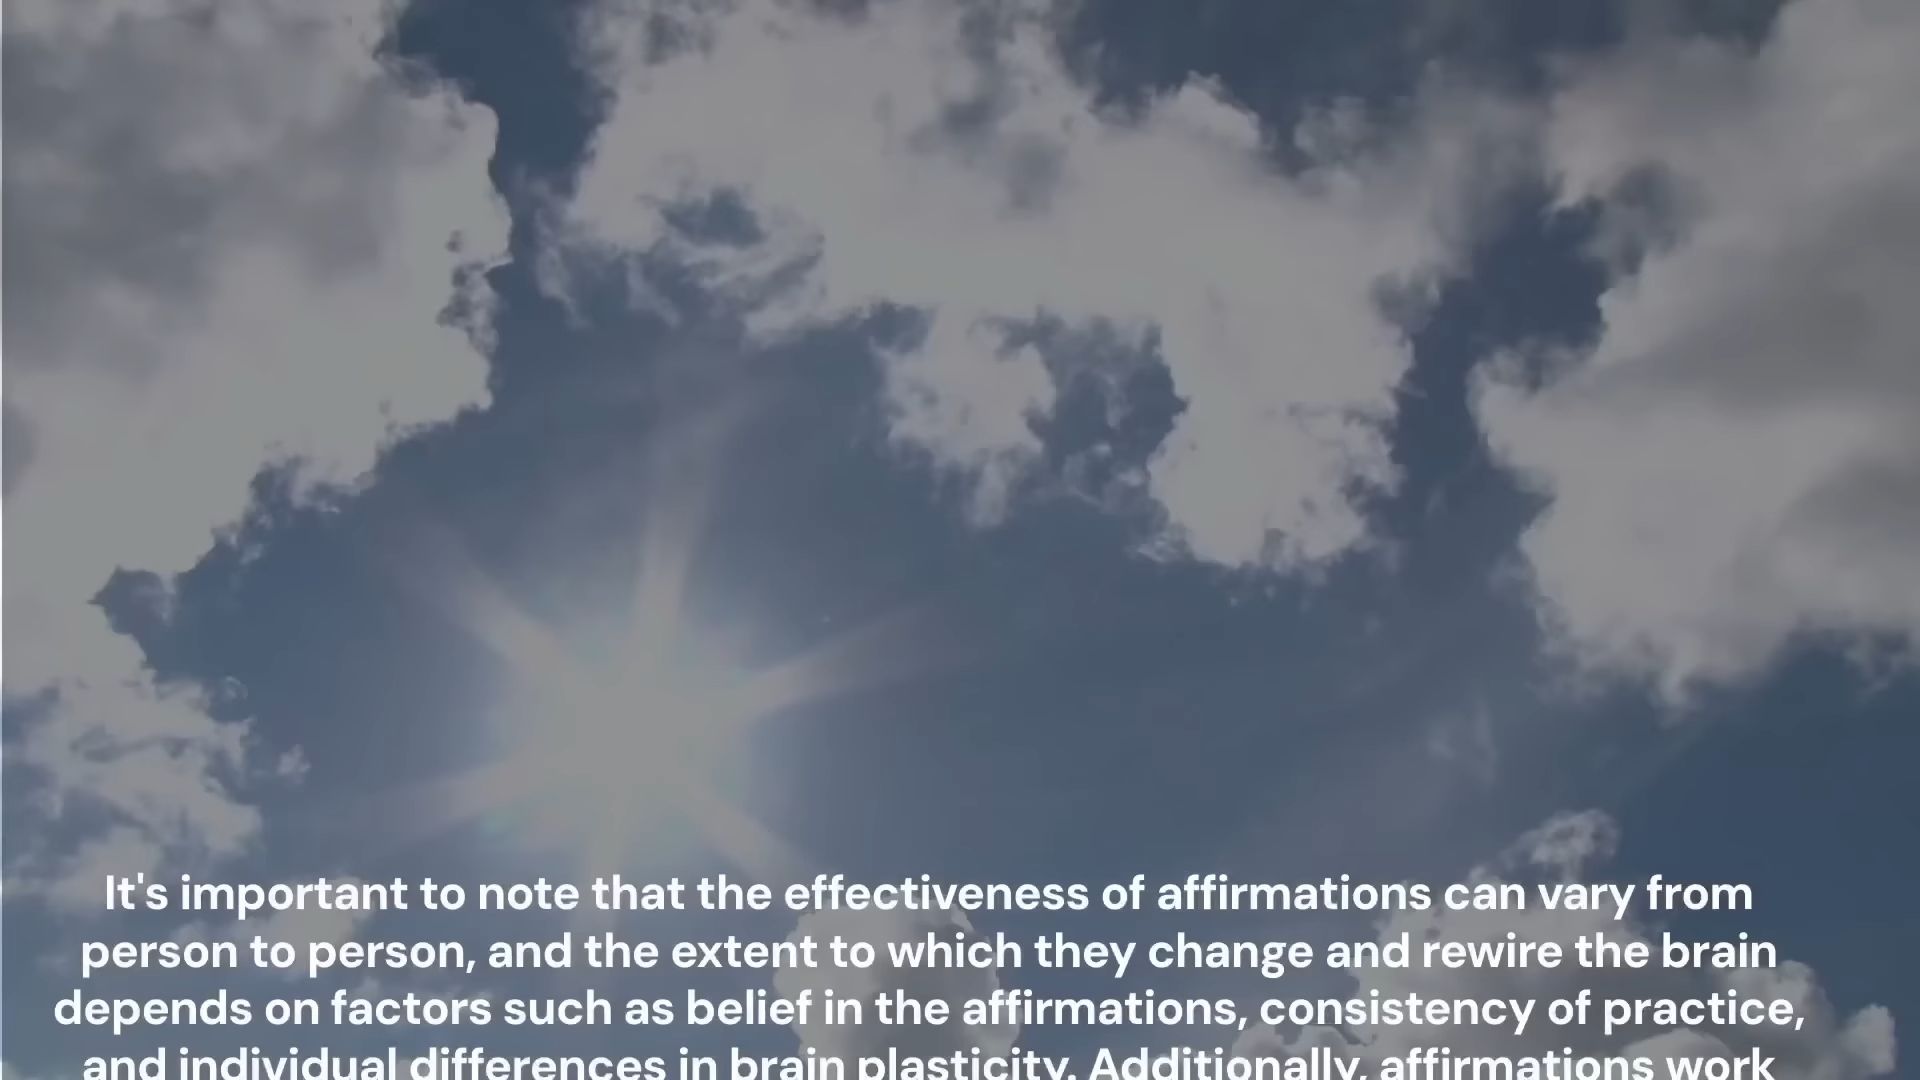 It's important to note that the effectiveness of affirmations can vary from
person to person, and the extent to which they change and rewire the brain
depends on factors such as belief in the affirmations, consistency of practice,
and individual differences in brain plasticity. Additionally, affirmations work